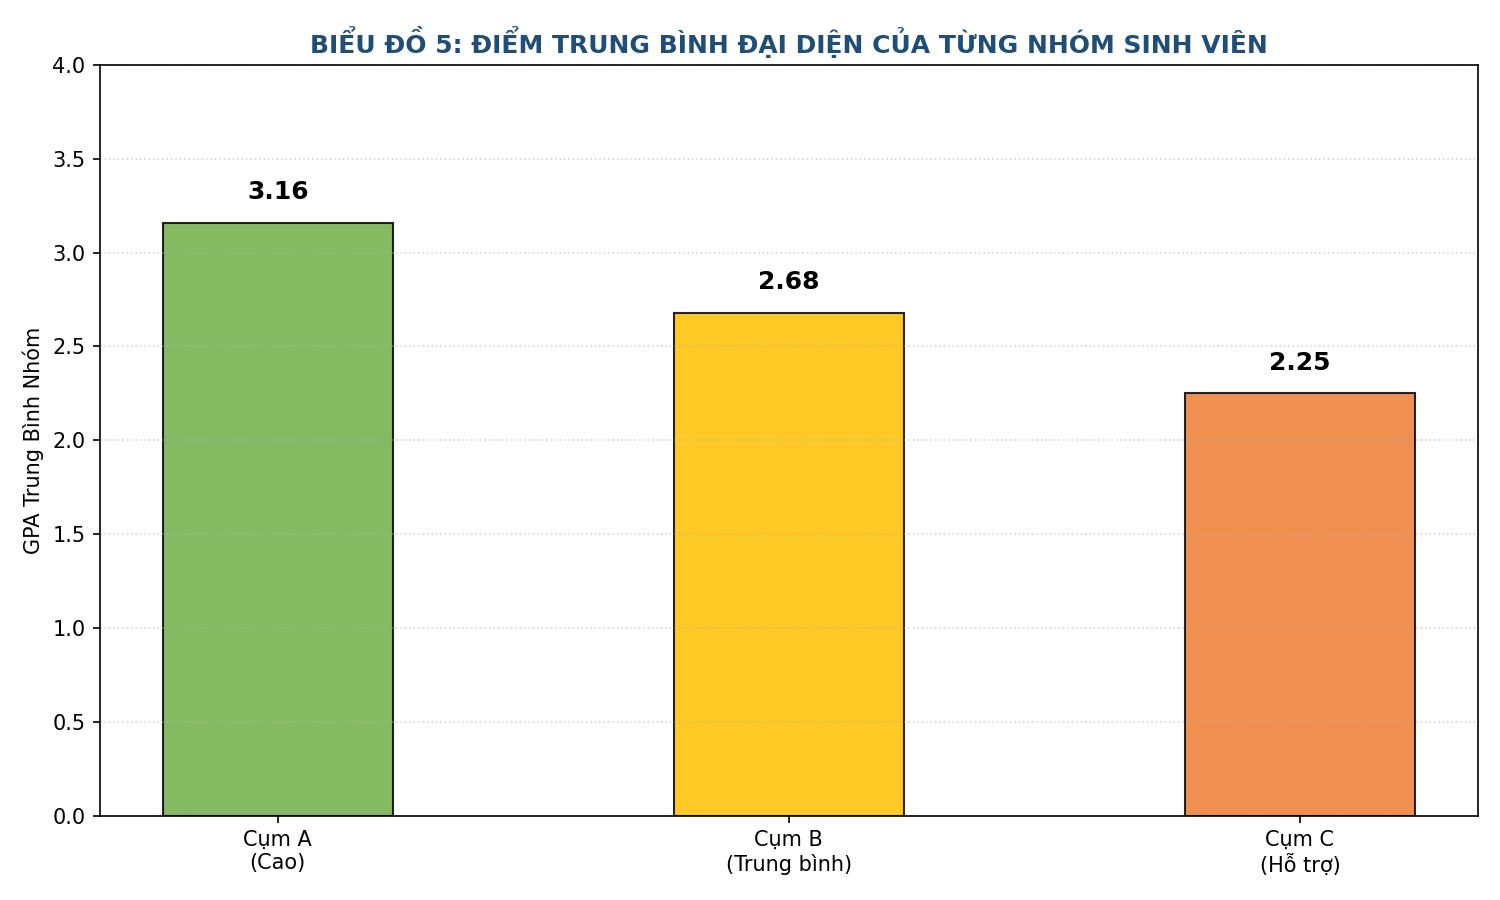 BIỂU ĐỒ 5: ĐIỂM TRUNG BÌNH ĐẠI DIỆN CỦA TỪNG NHÓM SINH VIÊN
GPA Trung Bình Nhóm
4.0
3.5
3.0
2.5
2.0
1.5
1.0
0.5
0.0
3.16
2.68
2.25
Cụm A
(Cao)
Cụm B
(Trung bình)
Cụm C
(Hỗ trợ)